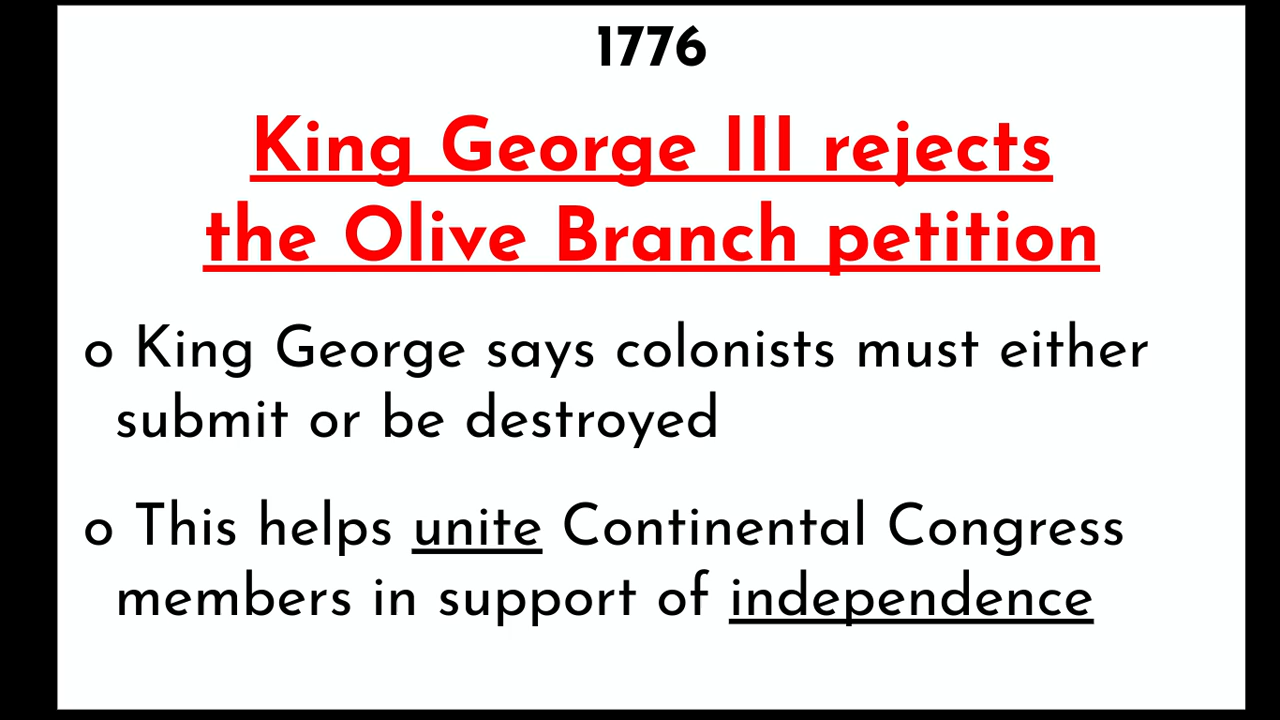 1776
King George III rejects
the Olive Branch petition
o King George says colonists must either
submit or be destroyed
o This helps unite Continental Congress
members in support of independence